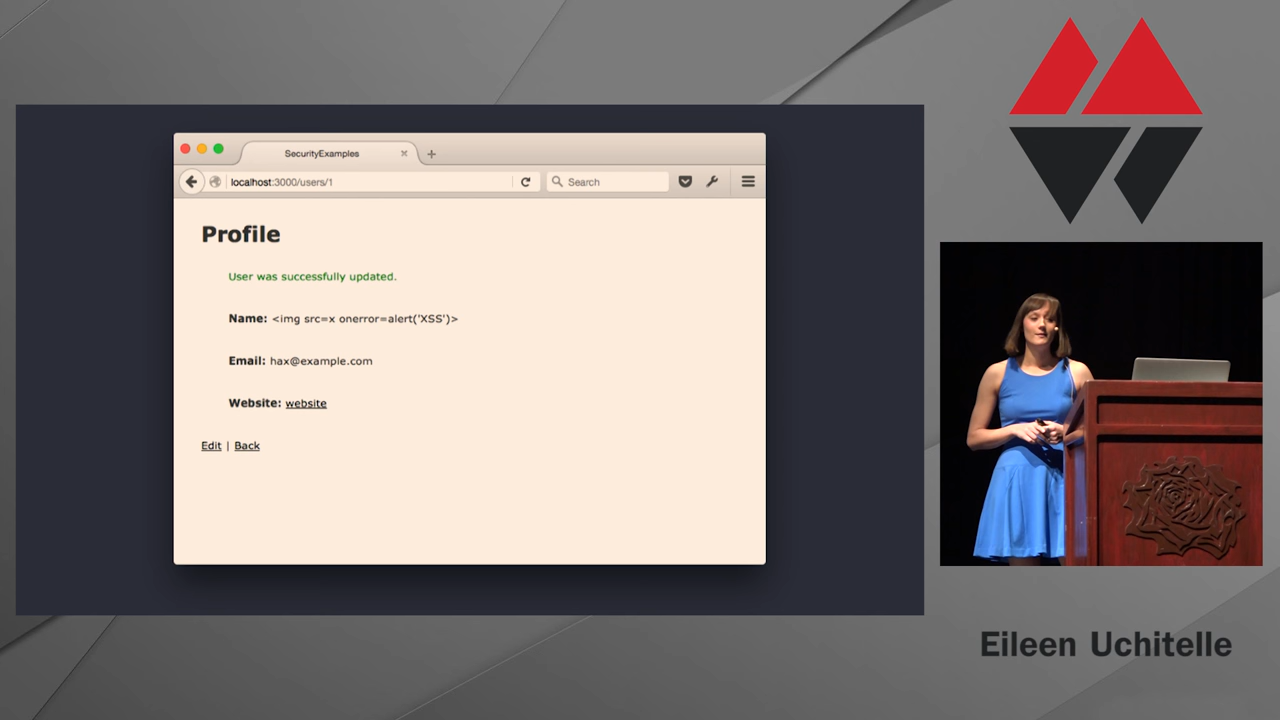 SecurityExamples
localhost:3000/users/1
Search
Profile
User was successfully updated.
Name: <img src=x onerror=alert('XSS')>
Email: hax@example.com
Website: website
Edit | Back
Eileen Uchitelle